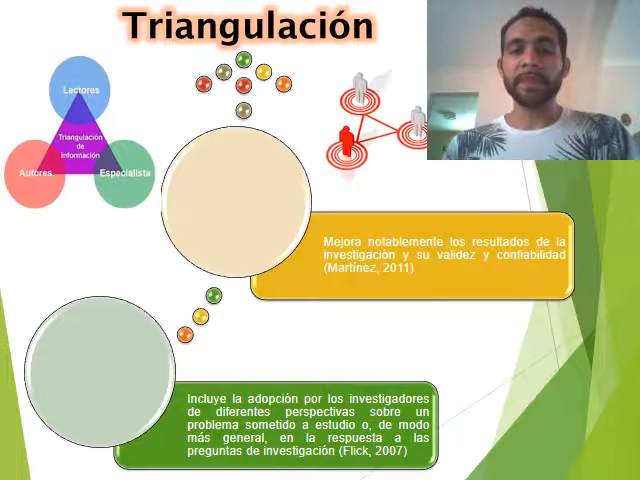 Triangulación
Lectores
Triangulación
de
información
Autores
Especialista
Mejora notablemente los resultados de la
investigación y su validez y confiabilidad
(Martínez, 2011)
Incluye la adopción por los investigadores
de diferentes perspectivas sobre un
problema sometido a estudio o, de modo
más general, en la respuesta a las
preguntas de investigación (Flick, 2007)